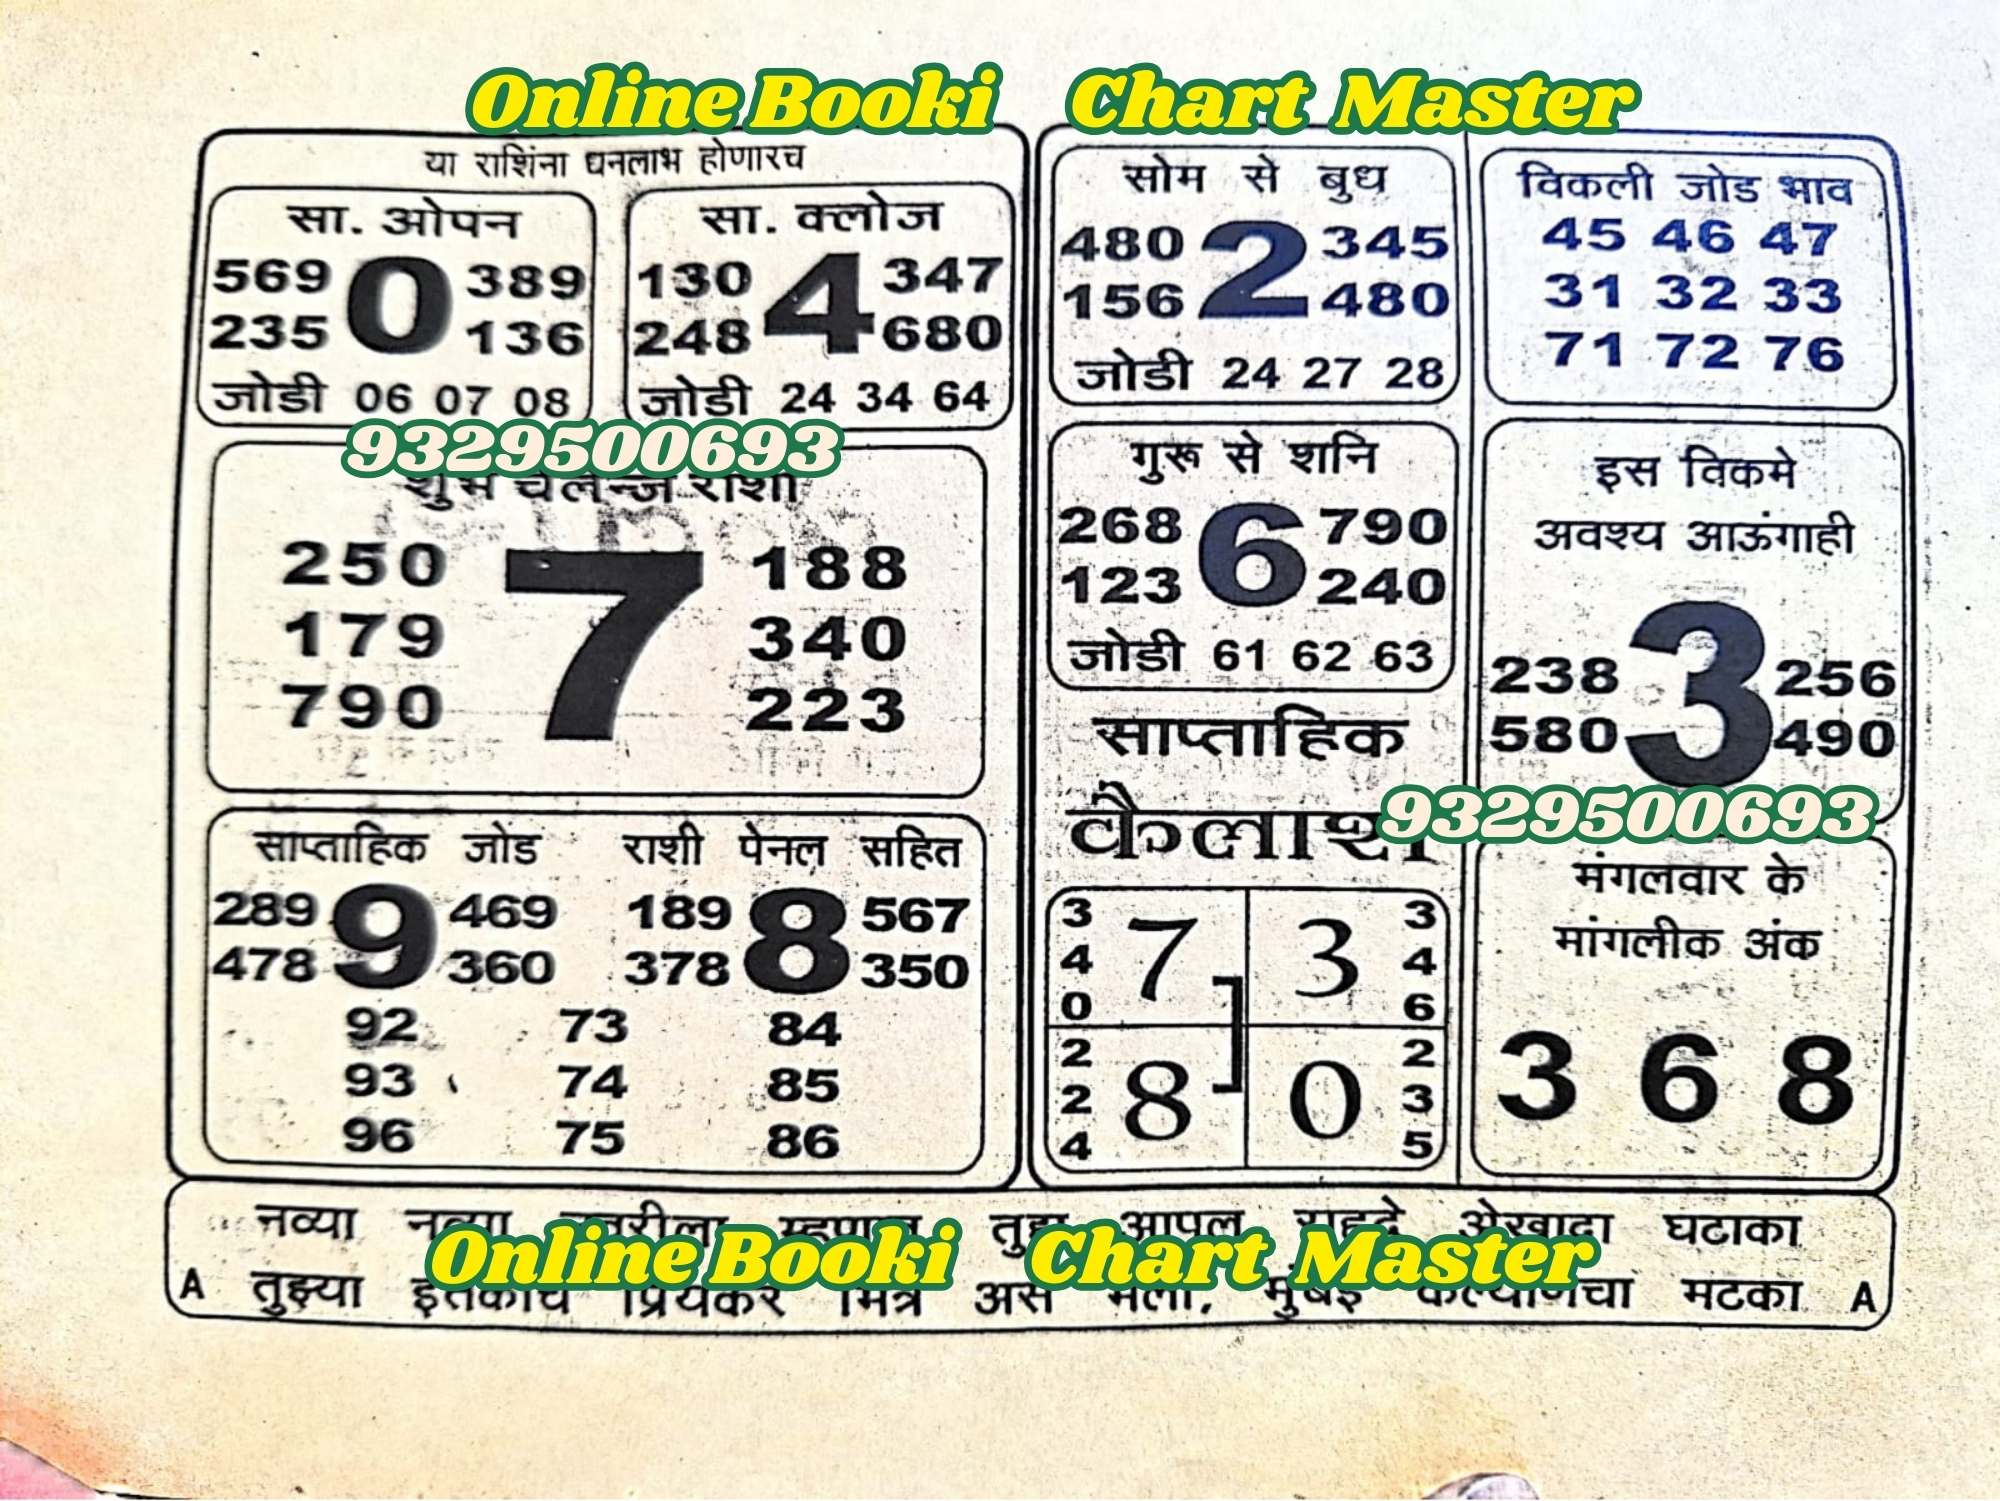 Online Booki Chart Master
या राशिंना धनलाभ होणारच
सा. ओपन
569 0 389
235 136
जोडी 06 07 08
सा. क्लोज
130 4 347
248 680
जोडी 24 34 64
9329500693
शुभ चॅलेन्ज राशी
250 7 188
179 340
790 223
साप्ताहिक जोड राशी पेनल सहित
289 9 469 189 8 567
478 360 378 350
92 73 84
93 74 85
96 75 86
सोम से बुध
480 2 345
156 480
जोडी 24 27 28
गुरू से शनि
268 6 790
123 240
जोडी 61 62 63
साप्ताहिक
कैलाश
3 4 0 7 3 3 4 6
2 2 4 8 0 2 3 5
विकली जोड भाव
45 46 47
31 32 33
71 72 76
इस विकमे
अवश्य आऊंगाही
238 3 256
580 490
9329500693
मंगलवार के
मांगलीक अंक
3 6 8
नव्या घटाका
Online Booki Chart Master
A तुझ्या मटका A